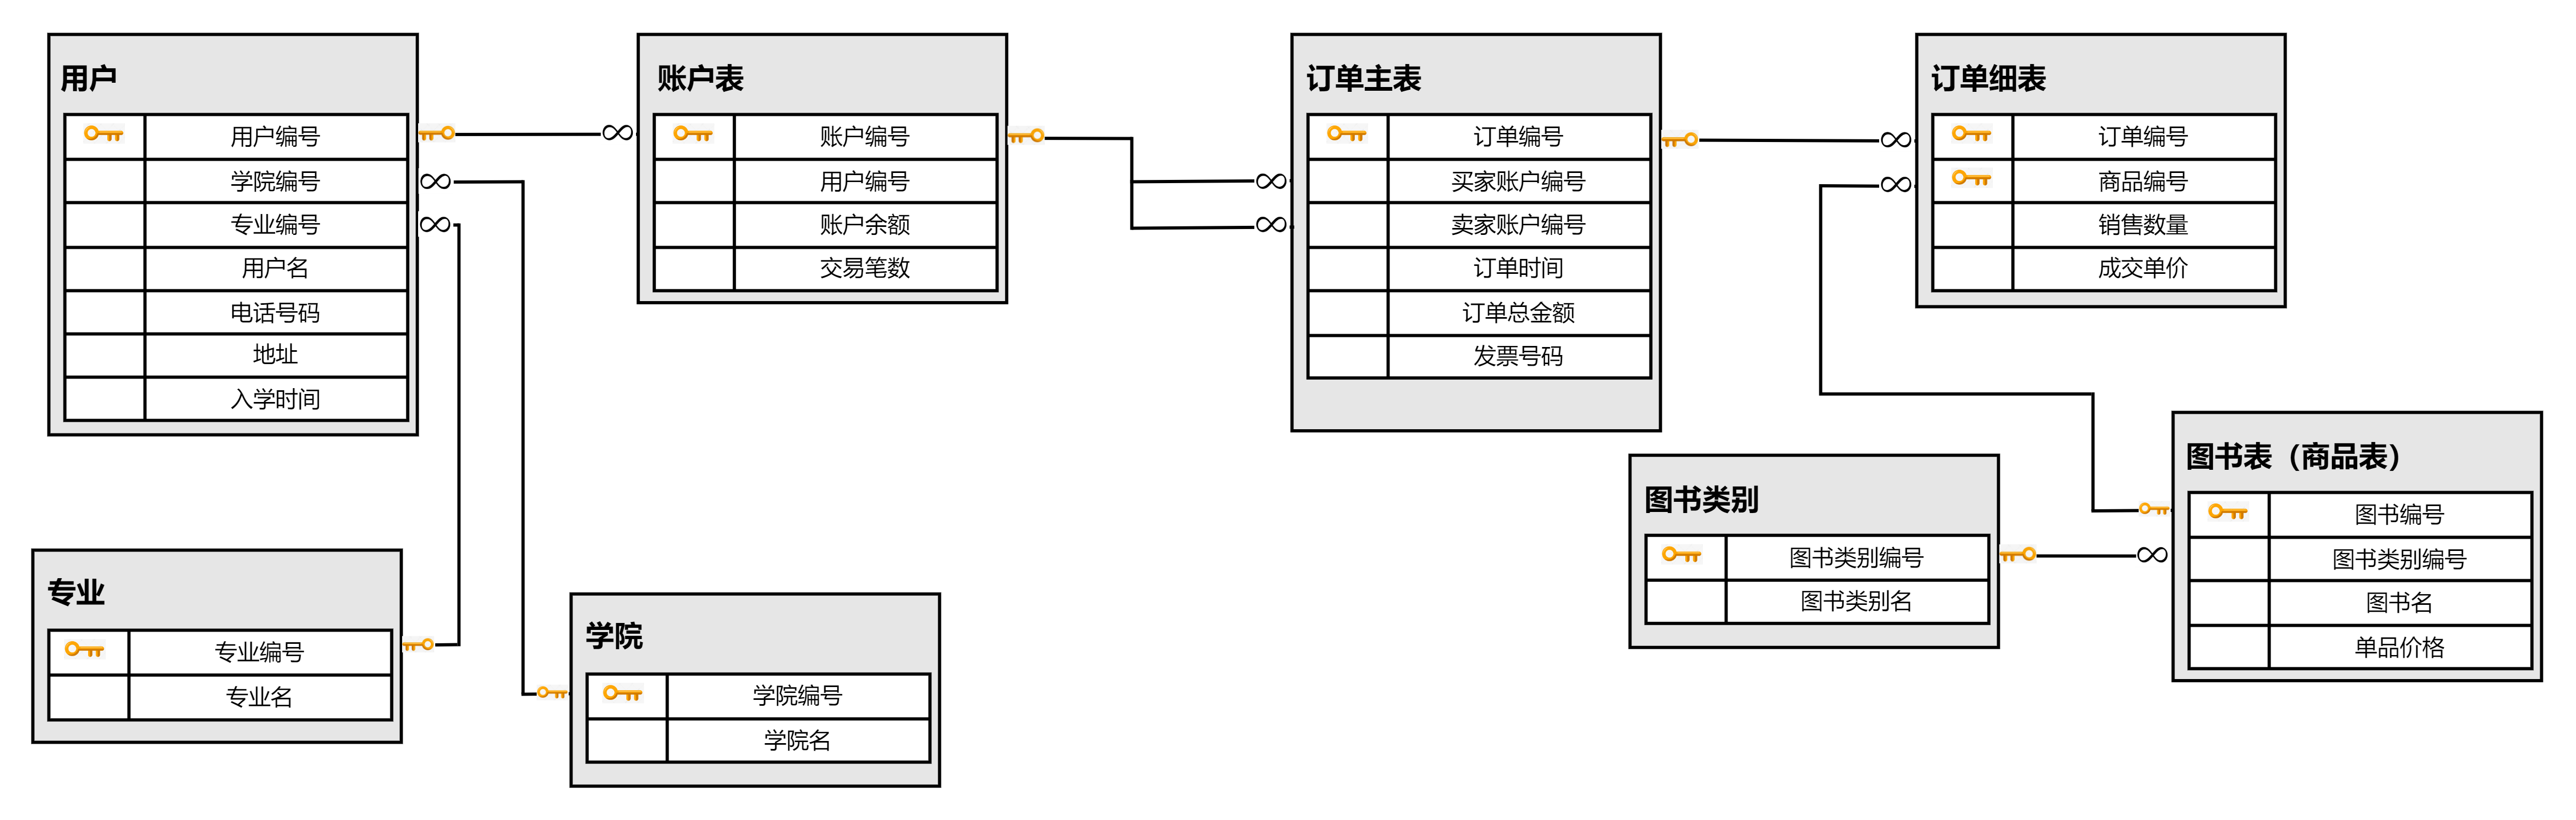 用户
用户编号
学院编号
专业编号
用户名
电话号码
地址
入学时间
账户表
账户编号
用户编号
账户余额
交易笔数
订单主表
订单编号
买家账户编号
卖家账户编号
订单时间
订单总金额
发票号码
订单细表
订单编号
商品编号
销售数量
成交单价
专业
专业编号
专业名
学院
学院编号
学院名
图书类别
图书类别编号
图书类别名
图书表（商品表）
图书编号
图书类别编号
图书名
单品价格